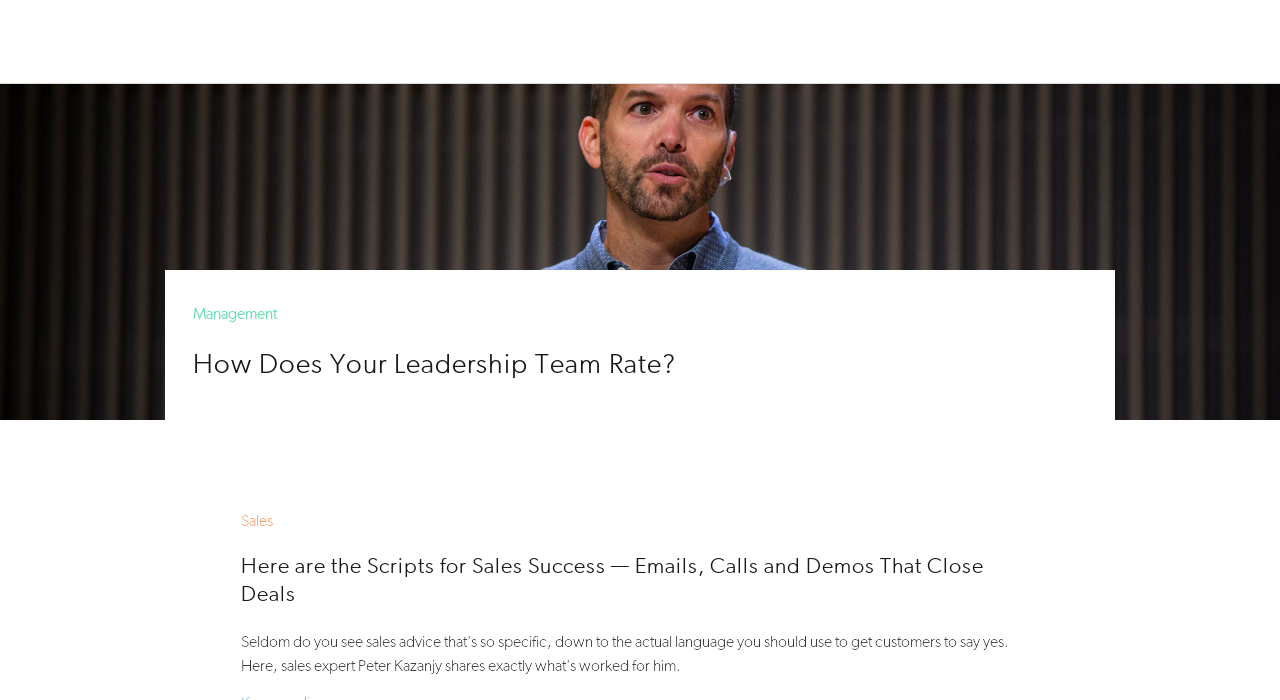 Management
How Does Your Leadership Team Rate?
Sales
Here are the Scripts for Sales Success — Emails, Calls and Demos That Close
Deals
Seldom do you see sales advice that's so specific, down to the actual language you should use to get customers to say yes.
Here, sales expert Peter Kazanjy shares exactly what's worked for him.